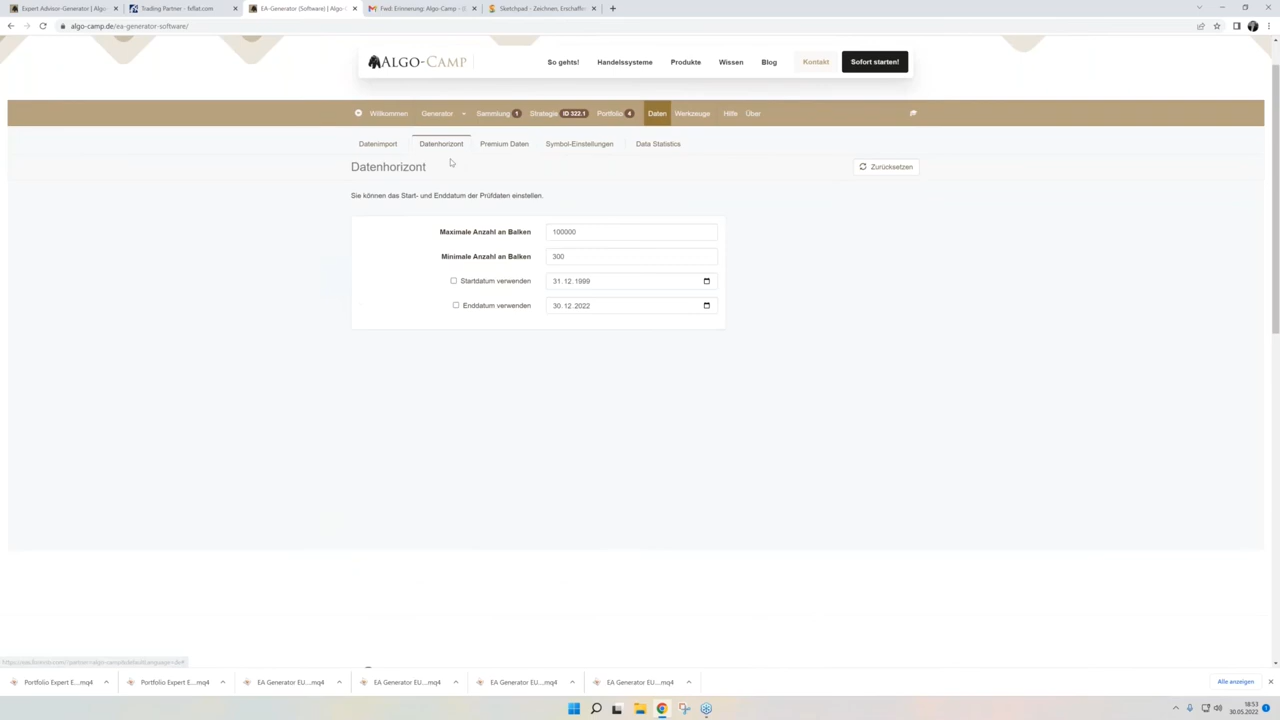 Expert Advisor-Generator | Algo-
Trading Partner - fxflat.com
EA-Generator (Software) | Algo-
Fwd: Erinnerung: Algo-Camp - (
Sketchpad - Zeichnen, Erschaffe
algo-camp.de/ea-generator-software/
ALGO-CAMP
So gehts!
Handelssysteme
Produkte
Wissen
Blog
Kontakt
Sofort starten!
Willkommen
Generator
Sammlung 1
Strategie ID 322.1
Portfolio 4
Daten
Werkzeuge
Hilfe
Über
Datenimport
Datenhorizont
Premium Daten
Symbol-Einstellungen
Data Statistics
Datenhorizont
Zurücksetzen
Sie können das Start- und Enddatum der Prüfdaten einstellen.
Maximale Anzahl an Balken 100000
Minimale Anzahl an Balken 300
Startdatum verwenden 31.12.1999
Enddatum verwenden 30.12.2022
Portfolio Expert E....mq4
Portfolio Expert E....mq4
EA Generator EU....mq4
EA Generator EU....mq4
EA Generator EU....mq4
EA Generator EU....mq4
Alle anzeigen
18:53
30.05.2022